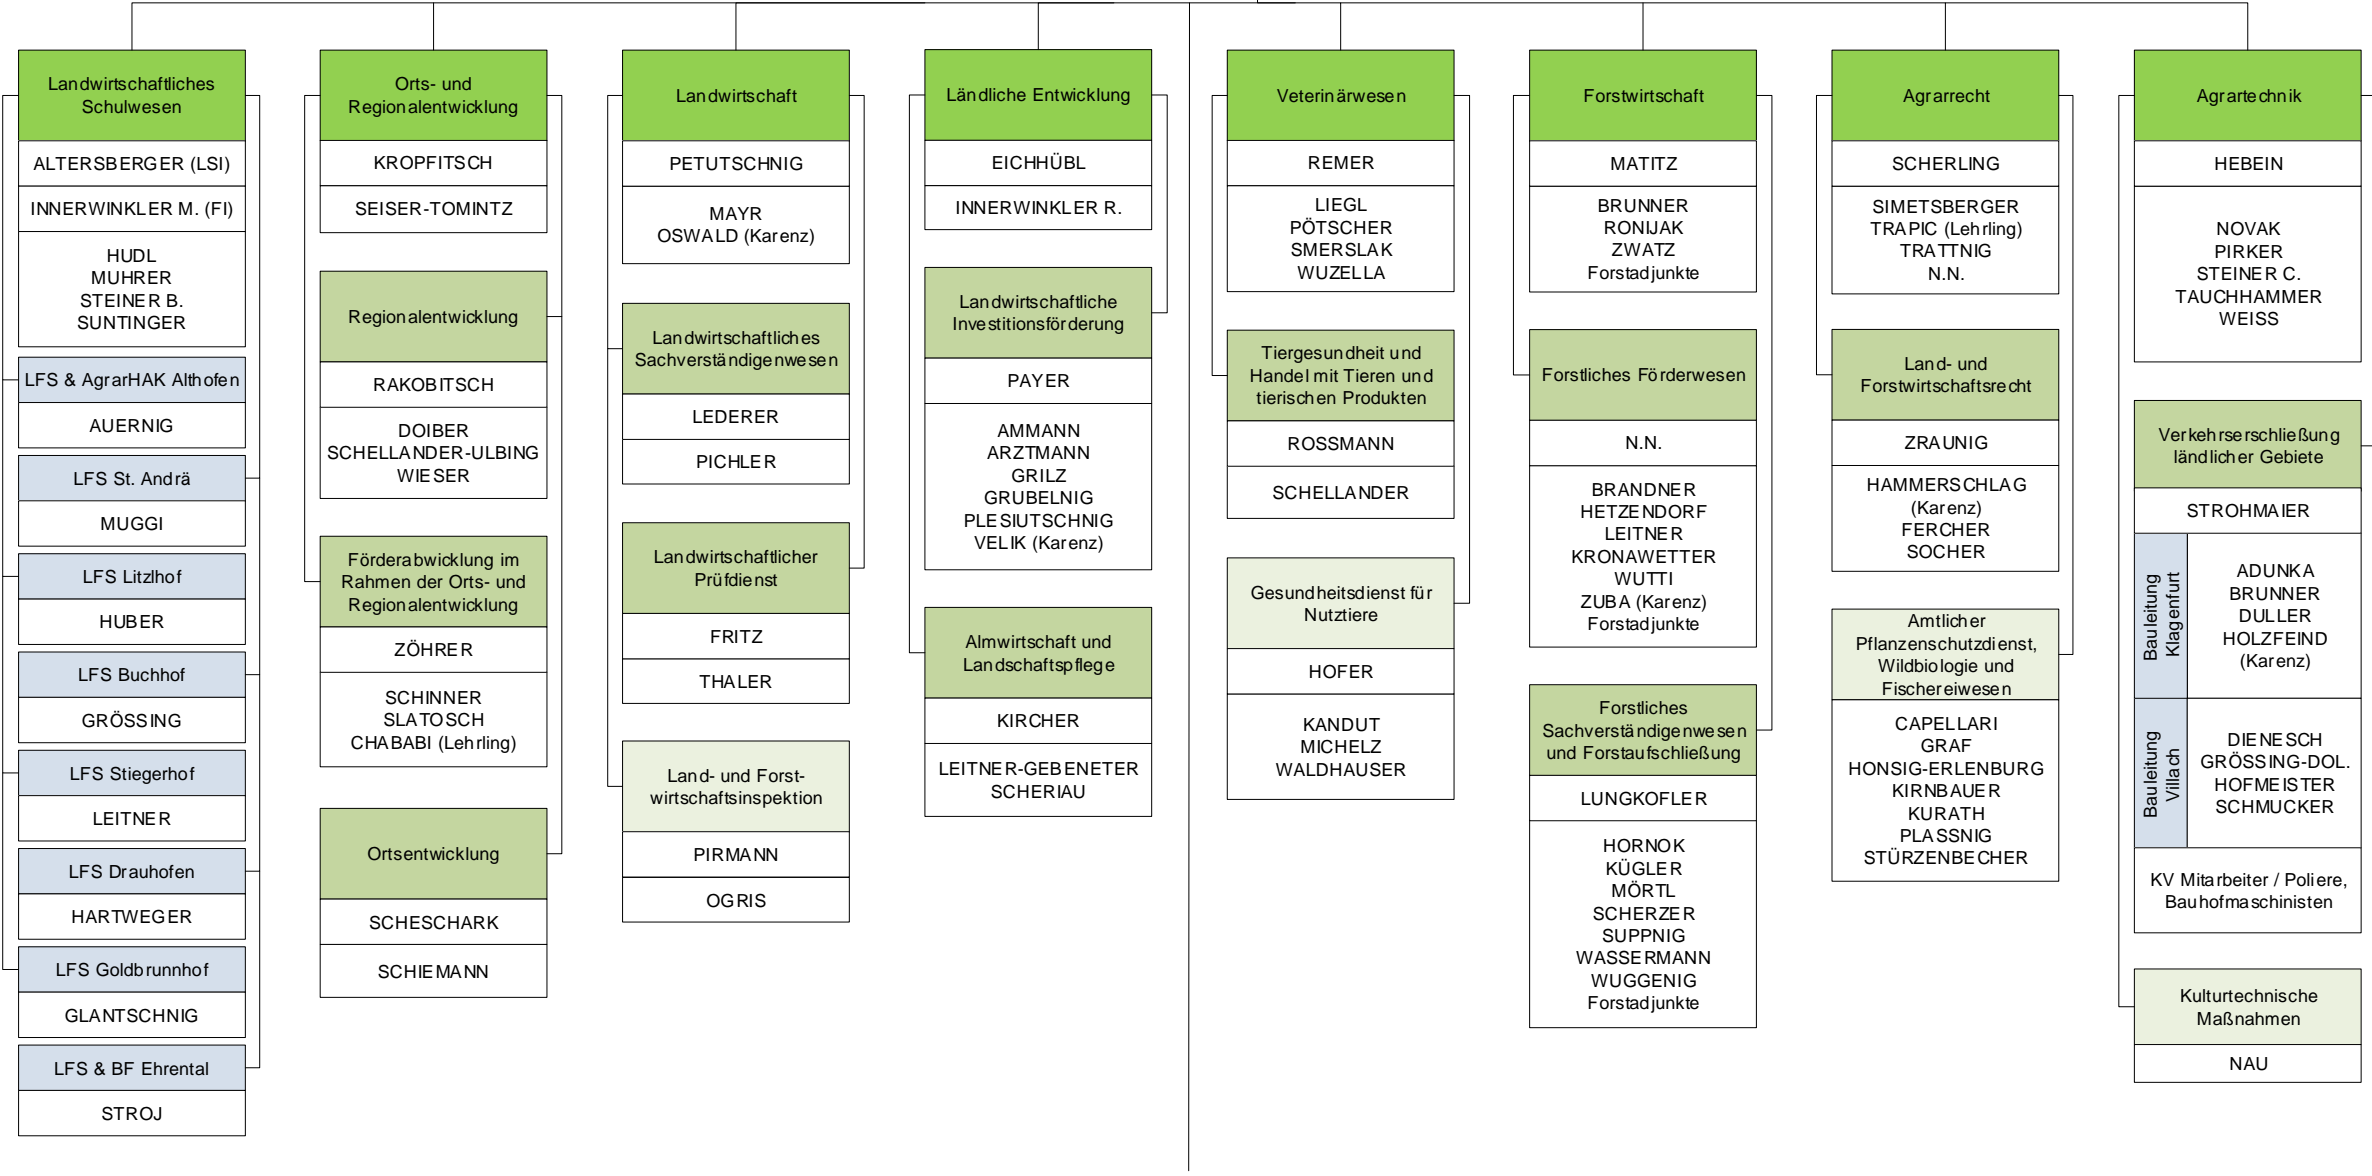 Landwirtschaftliches
Schulwesen
ALTERSBERGER (LSI)
INNERWINKLER M. (FI)
HUDL
MUHRER
STEINER B.
SUNTINGER
LFS & AgrarHAK Althofen
AUERNIG
LFS St. Andrä
MUGGI
LFS Litzlhof
HUBER
LFS Buchhof
GRÖSSING
LFS Stiegerhof
LEITNER
LFS Drauhofen
HARTWEGER
LFS Goldbrunnhof
GLANTSCHNIG
LFS & BF Ehrental
STROJ
Orts- und
Regionalentwicklung
KROPFITSCH
SEISER-TOMINTZ
Regionalentwicklung
RAKOBITSCH
DOIBER
SCHELLANDER-ULBING
WIESER
Förderabwicklung im
Rahmen der Orts- und
Regionalentwicklung
ZÖHRER
SCHINNER
SLATOSCH
CHABABI (Lehrling)
Ortsentwicklung
SCHESCHARK
SCHIEMANN
Landwirtschaft
PETUTSCHNIG
MAYR
OSWALD (Karenz)
Landwirtschaftliches
Sachverständigenwesen
LEDERER
PICHLER
Landwirtschaftlicher
Prüfdienst
FRITZ
THALER
Land- und Forst-
wirtschaftsinspektion
PIRMANN
OGRIS
Ländliche Entwicklung
EICHHÜBL
INNERWINKLER R.
Landwirtschaftliche
Investitionsförderung
PAYER
AMMANN
ARZTMANN
GRILZ
GRUBELNIG
PLESIUTSCHNIG
VELIK (Karenz)
Almwirtschaft und
Landschaftspflege
KIRCHER
LEITNER-GEBENETER
SCHERIAU
Veterinärwesen
REMER
LIEGL
PÖTSCHER
SMERSLAK
WUZELLA
Tiergesundheit und
Handel mit Tieren und
tierischen Produkten
ROSSMANN
SCHELLANDER
Gesundheitsdienst für
Nutztiere
HOFER
KANDUT
MICHELZ
WALDHAUSER
Forstwirtschaft
MATITZ
BRUNNER
RONIJAK
ZWATZ
Forstadjunkte
Forstliches Förderwesen
N.N.
BRANDNER
HETZENDORF
LEITNER
KRONAWETTER
WUTTI
ZUBA (Karenz)
Forstadjunkte
Forstliches
Sachverständigenwesen
und Forstaufschließung
LUNGKOFLER
HORNOK
KÜGLER
MÖRTL
SCHERZER
SUPPNIG
WASSERMANN
WUGGENIG
Forstadjunkte
Agrarrecht
SCHERLING
SIMETSBERGER
TRAPIC (Lehrling)
TRATTNIG
N.N.
Land- und
Forstwirtschaftsrecht
ZRAUNIG
HAMMERSCHLAG
(Karenz)
FERCHER
SOCHER
Amtlicher
Pflanzenschutzdienst,
Wildbiologie und
Fischereiwesen
CAPELLARI
GRAF
HONSIG-ERLENBURG
KIRNBAUER
KURATH
PLASSNIG
STÜRZENBECHER
Agrartechnik
HEBEIN
NOVAK
PIRKER
STEINER C.
TAUCHHAMMER
WEISS
Verkehrserschließung
ländlicher Gebiete
STROHMAIER
Bauleitung
Klagenfurt
ADUNKA
BRUNNER
DULLER
HOLZFEIND
(Karenz)
Bauleitung
Villach
DIENESCH
GRÖSSING-DOL.
HOFMEISTER
SCHMUCKER
KV Mitarbeiter / Poliere,
Bauhofmaschinisten
Kulturtechnische
Maßnahmen
NAU